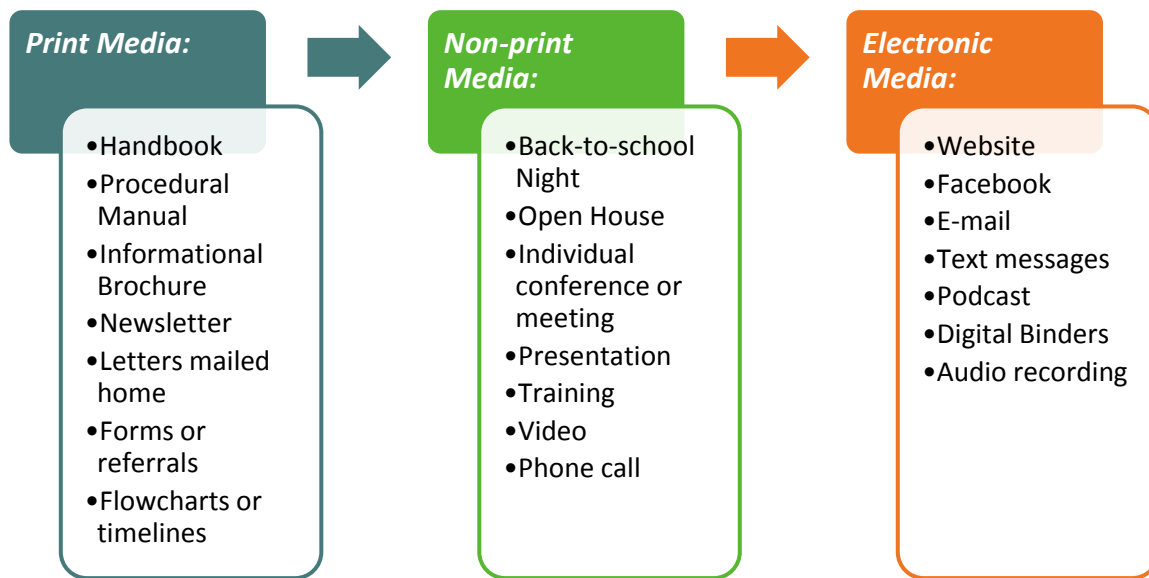 Print Media:
•Handbook
•Procedural
Manual
•Informational
Brochure
•Newsletter
•Letters mailed
home
•Forms or
referrals
•Flowcharts or
timelines
Non-print
Media:
•Back-to-school
Night
•Open House
•Individual
conference or
meeting
•Presentation
•Training
•Video
•Phone call
Electronic
Media:
•Website
•Facebook
•E-mail
•Text messages
•Podcast
•Digital Binders
•Audio recording